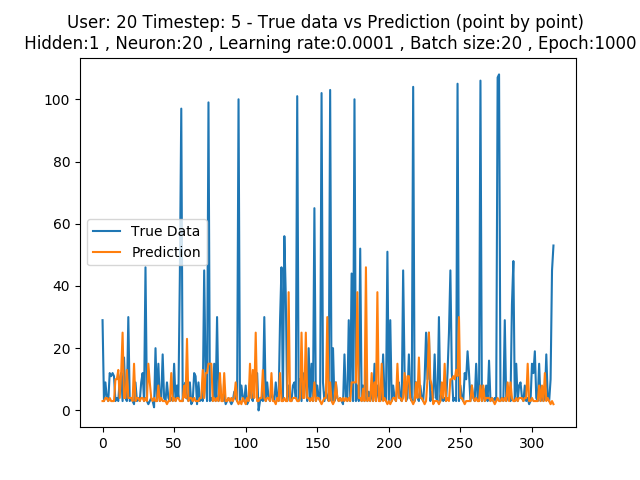 User: 20 Timestep: 5 - True data vs Prediction (point by point)
Hidden:1 , Neuron:20 , Learning rate:0.0001 , Batch size:20 , Epoch:1000
100
80
60
40
20
0
True Data
Prediction
0 50 100 150 200 250 300